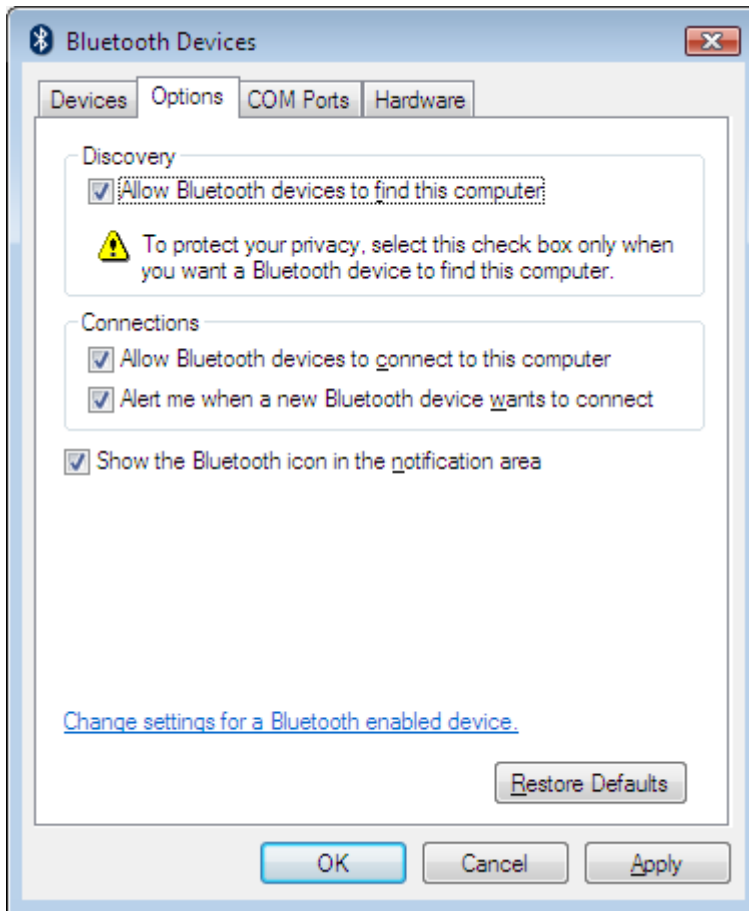 Bluetooth Devices
Devices
Options
COM Ports
Hardware
Discovery
Allow Bluetooth devices to find this computer
To protect your privacy, select this check box only when
you want a Bluetooth device to find this computer.
Connections
Allow Bluetooth devices to connect to this computer
Alert me when a new Bluetooth device wants to connect
Show the Bluetooth icon in the notification area
Change settings for a Bluetooth enabled device.
Restore Defaults
OK
Cancel
Apply